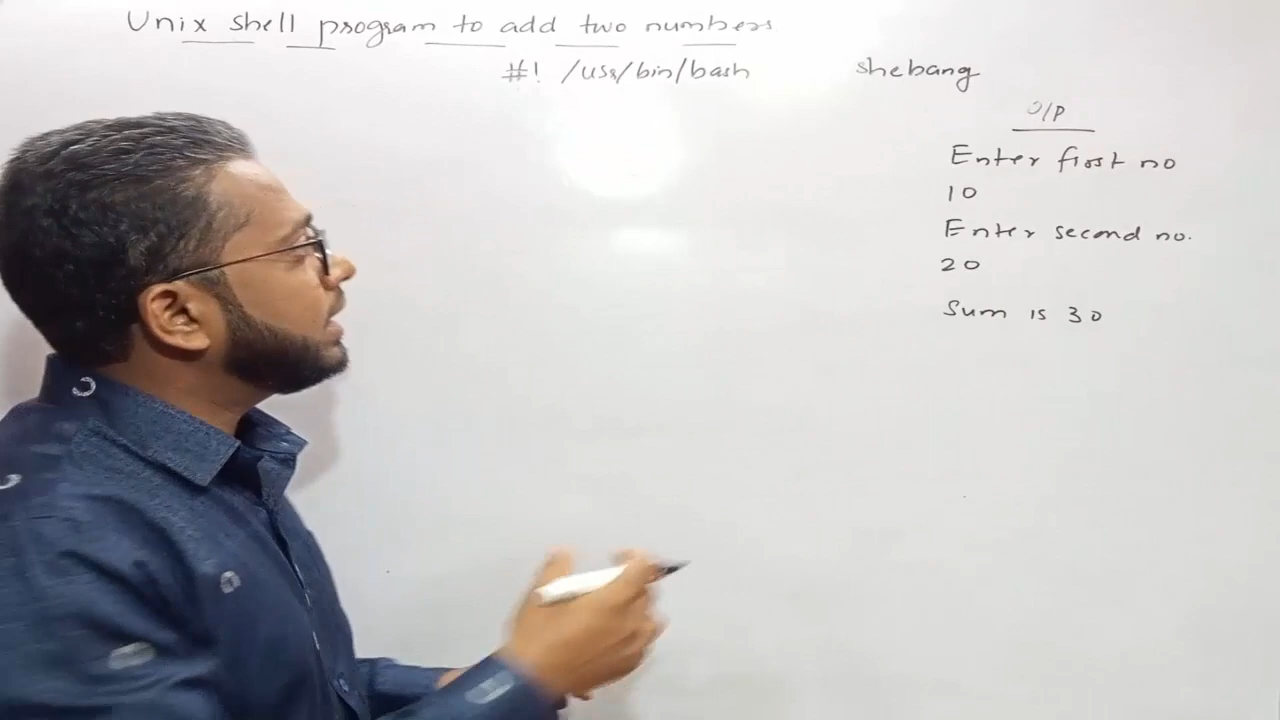 Unix shell program to add two numbers
#! /usr/bin/bash shebang
O/P
Enter first no
10
Enter second no.
20
Sum is 30